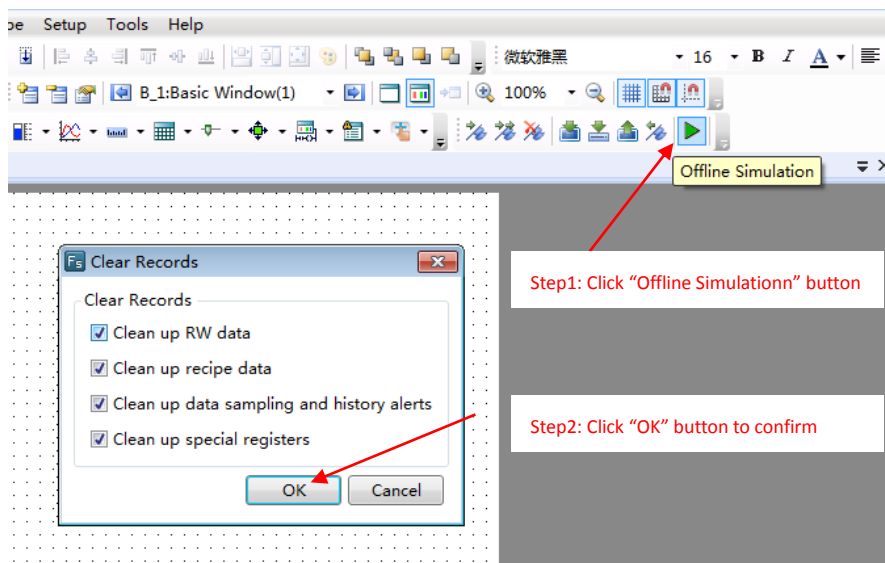 pe Setup Tools Help
微软雅黑 16 B I A
B_1:Basic Window(1) 100%
Offline Simulation
Fs Clear Records
Clear Records
Clean up RW data
Clean up recipe data
Clean up data sampling and history alerts
Clean up special registers
OK Cancel
Step1: Click “Offline Simulationn” button
Step2: Click “OK” button to confirm